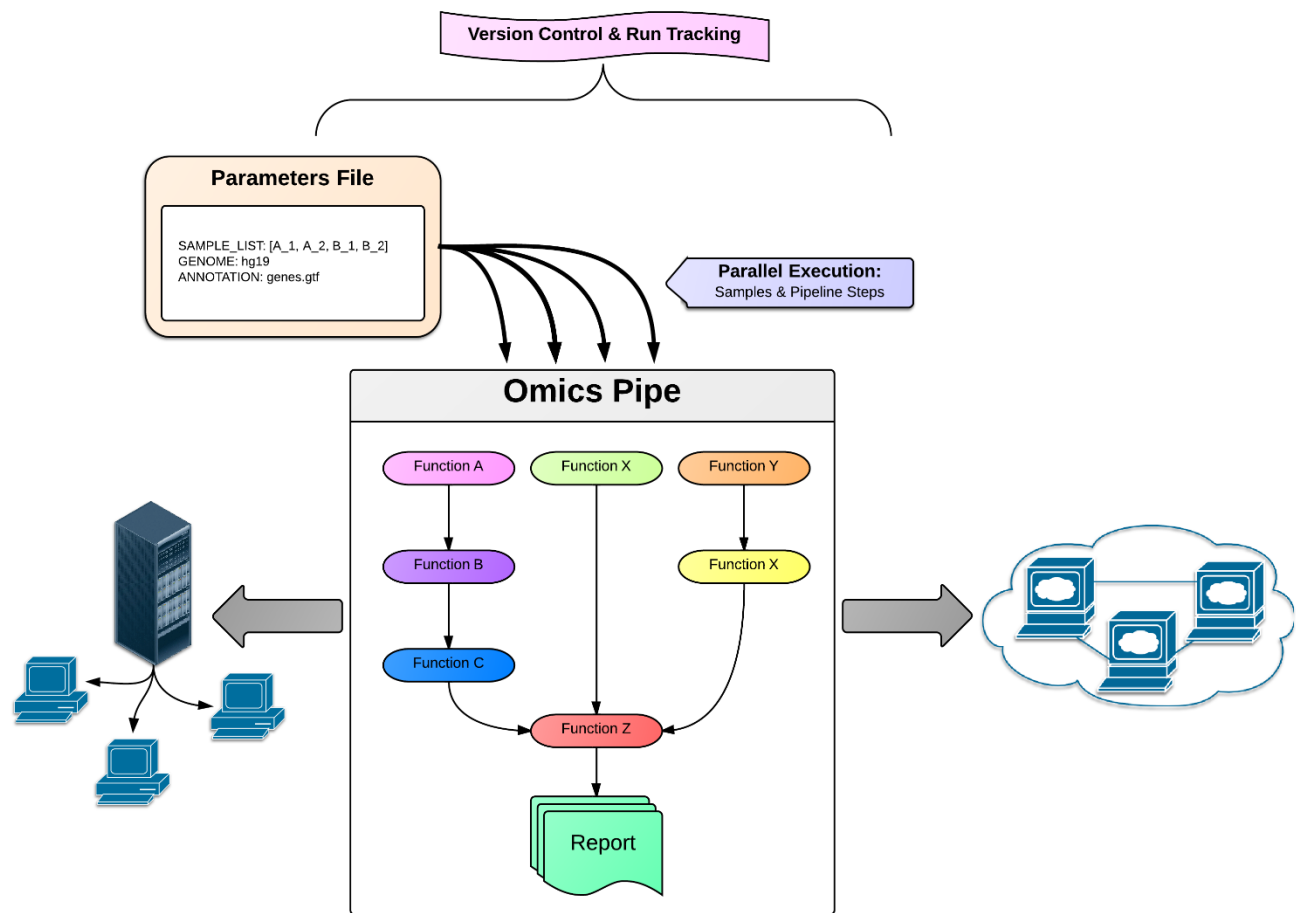 Version Control & Run Tracking
Parameters File
SAMPLE_LIST: [A_1, A_2, B_1, B_2]
GENOME: hg19
ANNOTATION: genes.gtf
Parallel Execution:
Samples & Pipeline Steps
Omics Pipe
Function A
Function X
Function Y
Function B
Function X
Function C
Function Z
Report